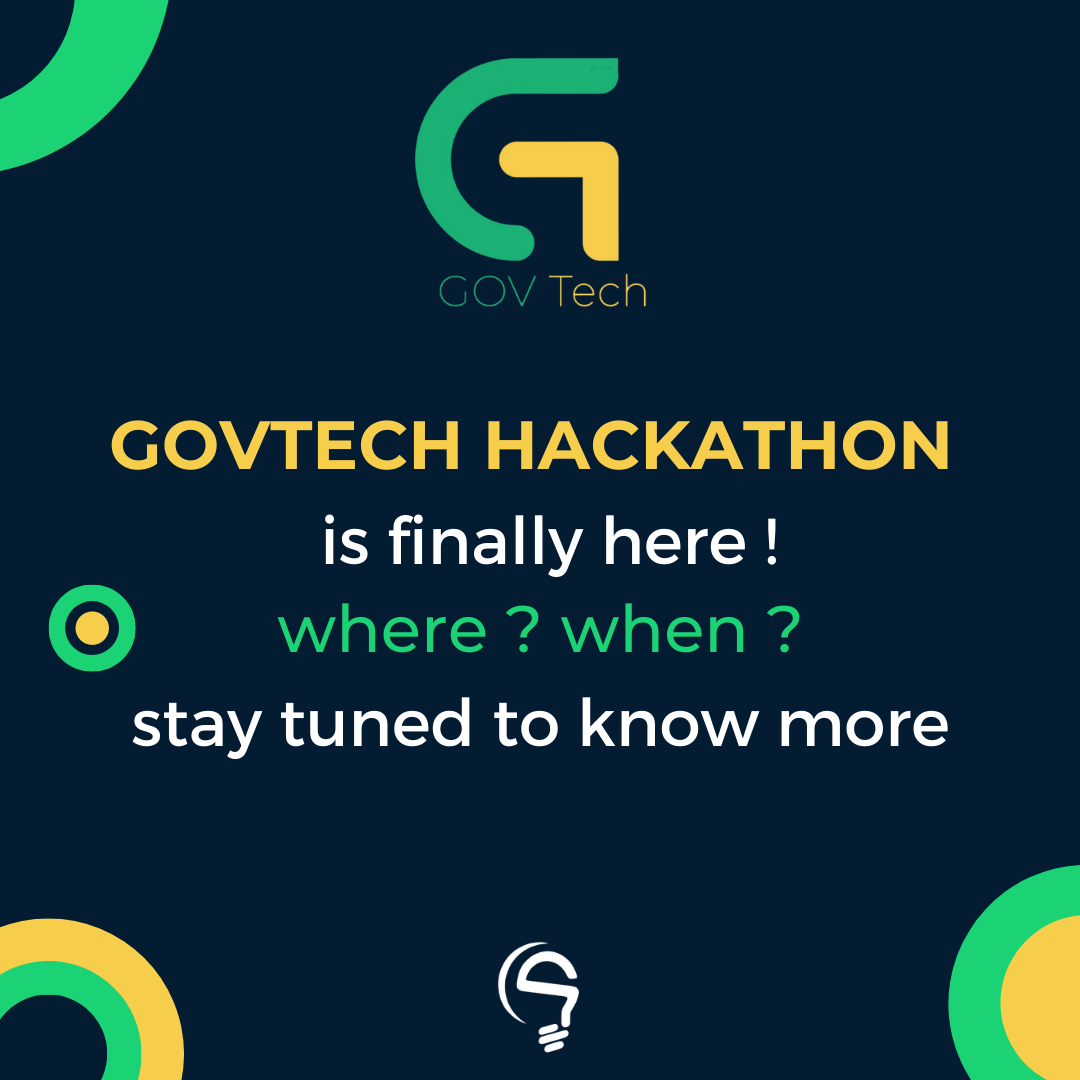 GOV Tech
GOVTECH HACKATHON
is finally here !
where ? when ?
stay tuned to know more